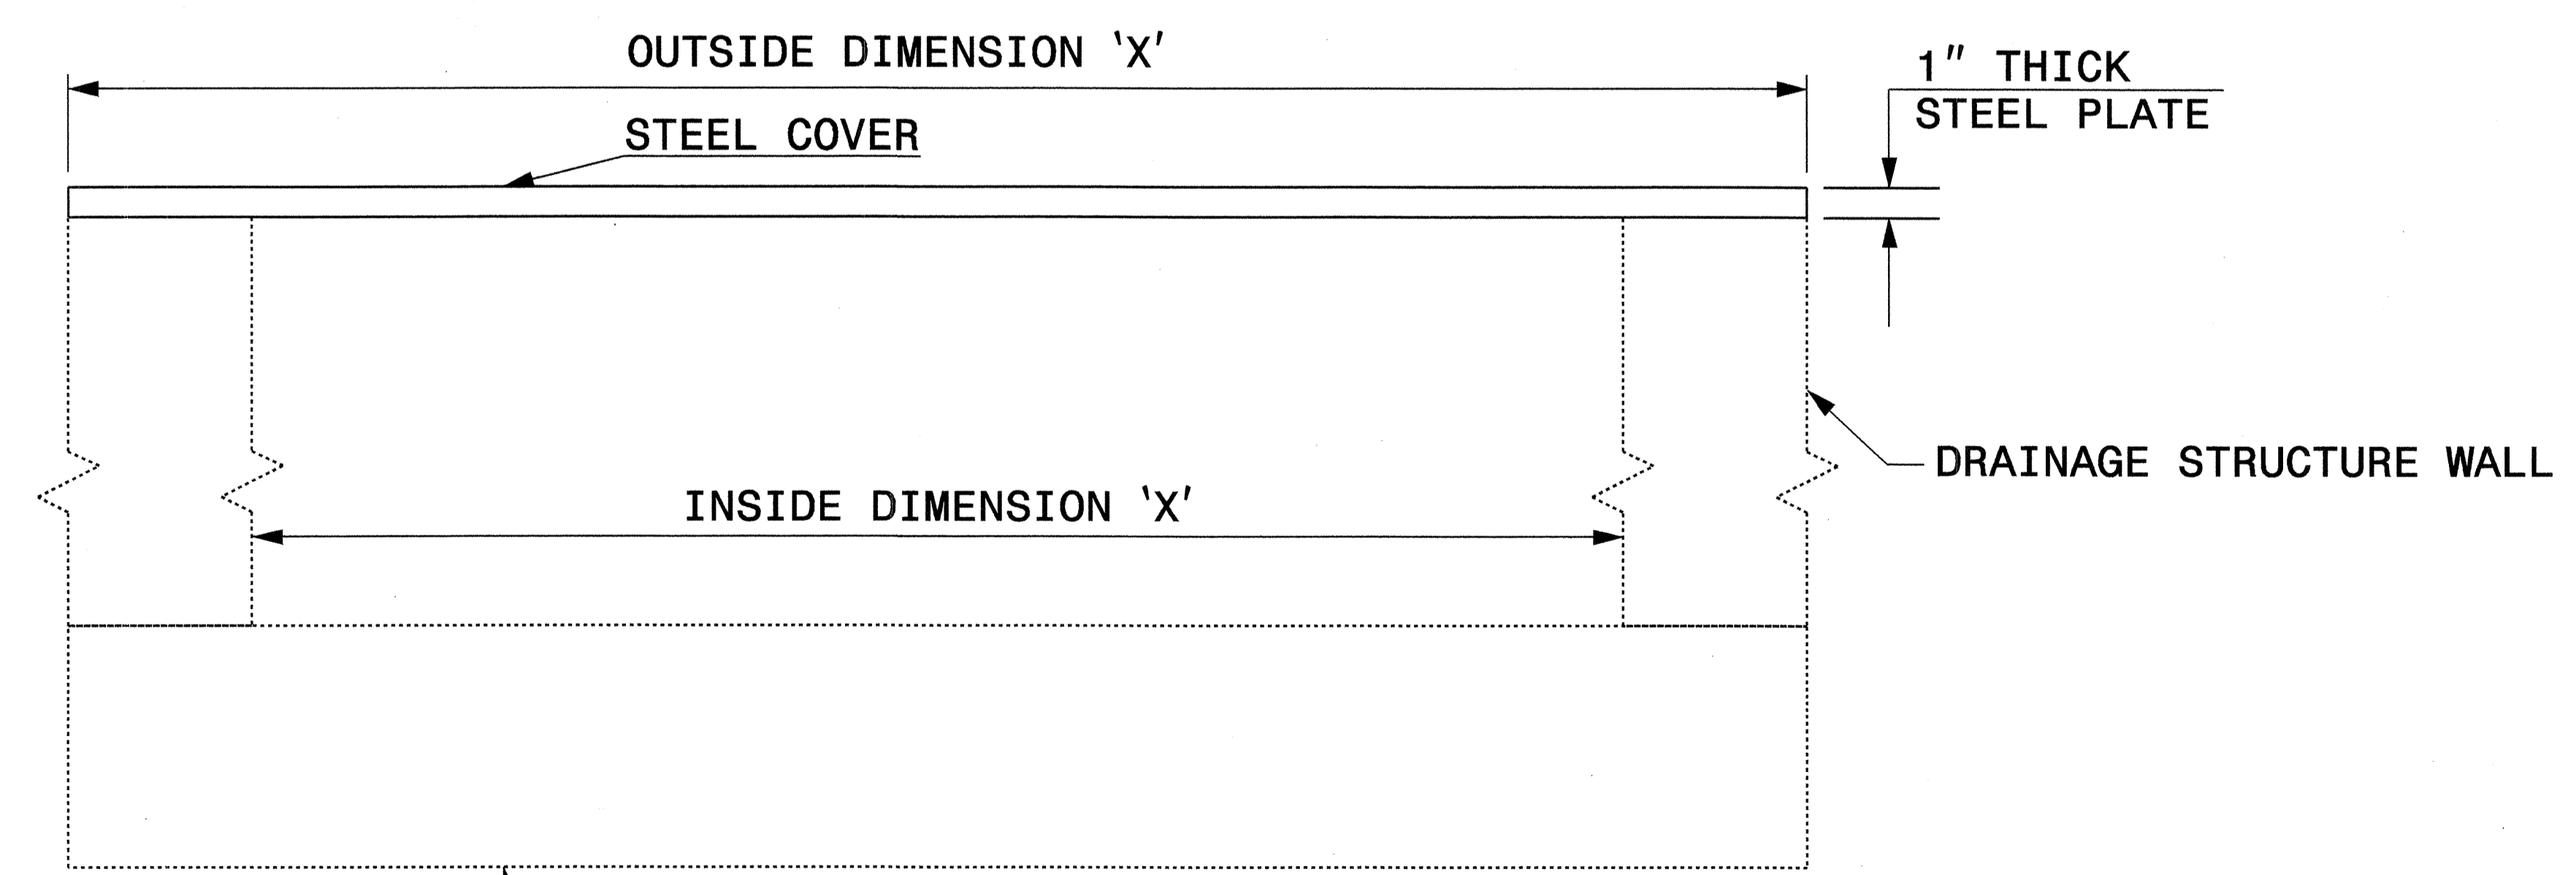 OUTSIDE DIMENSION ‘X’
1″ THICK
STEEL PLATE
STEEL COVER
DRAINAGE STRUCTURE WALL
INSIDE DIMENSION ‘X’